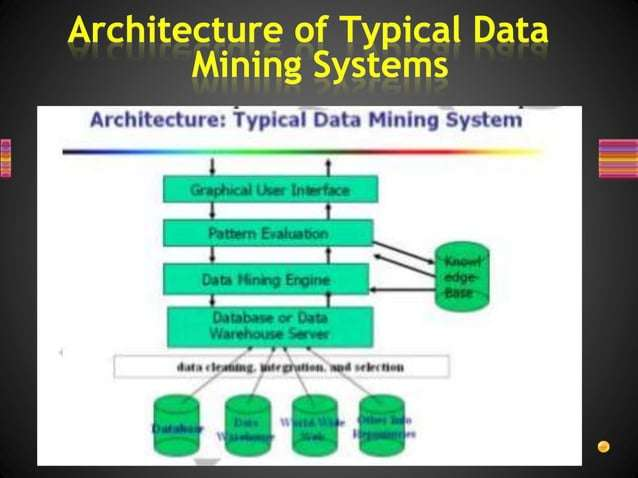 Architecture of Typical Data
Mining Systems
Architecture: Typical Data Mining System
Graphical User Interface
Pattern Evaluation
Data Mining Engine
Knowl
edge-
Base
Database or Data
Warehouse Server
data cleaning, integration, and selection
Database
Data
Warehouse
World-Wide
Web
Other Info
Repositories